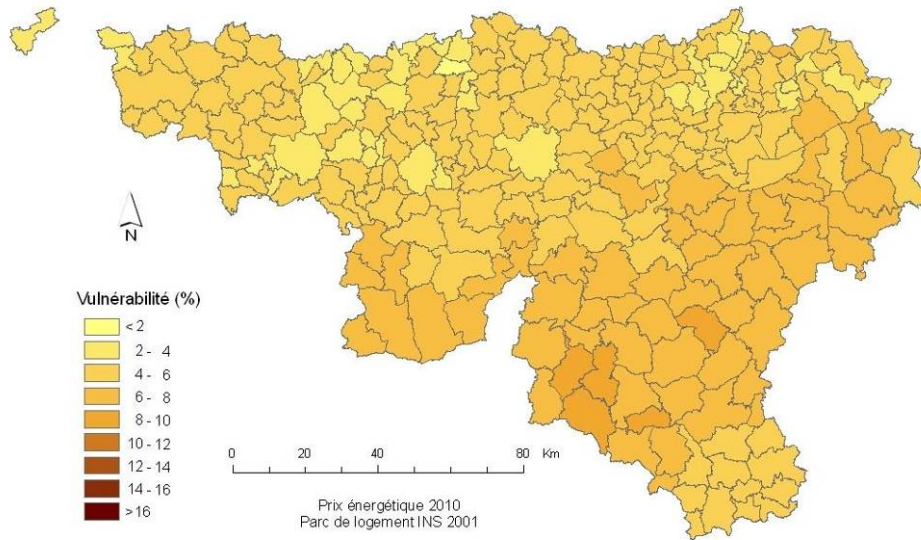 N
Vulnérabilité (%)
< 2
2 - 4
4 - 6
6 - 8
8 - 10
10 - 12
12 - 14
14 - 16
>16
0 20 40 80 Km
Prix énergétique 2010
Parc de logement INS 2001